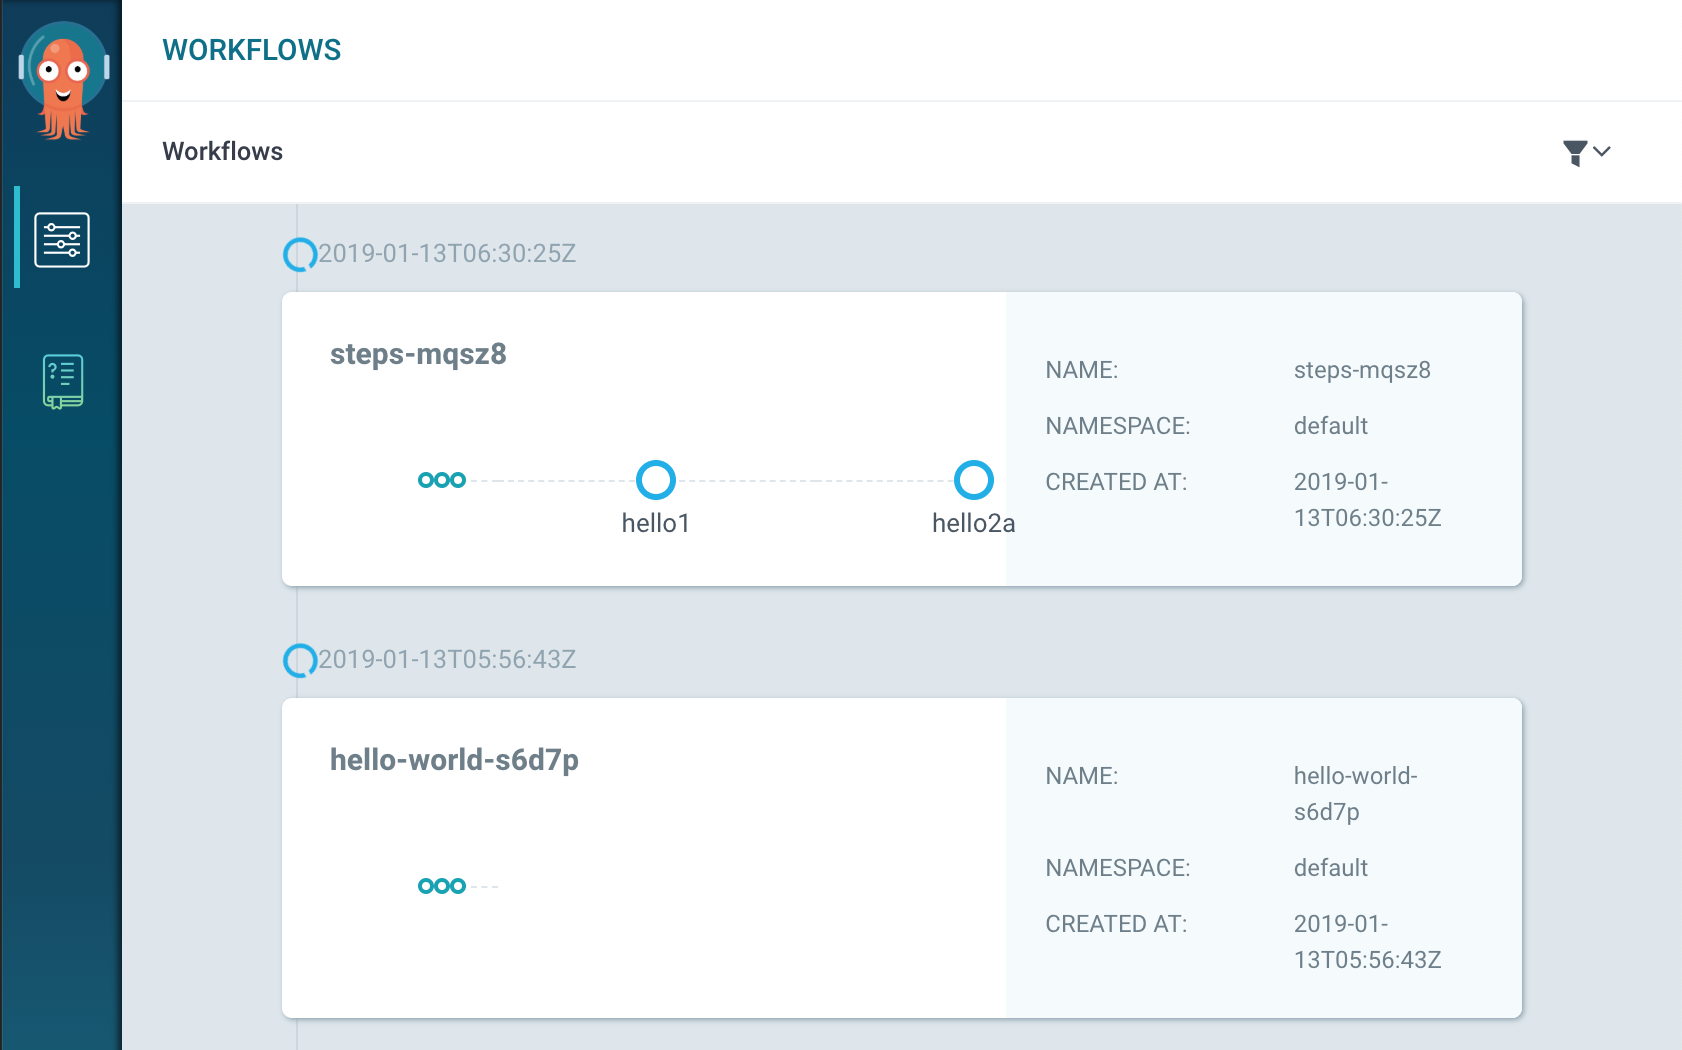 WORKFLOWS
Workflows
2019-01-13T06:30:25Z
steps-mqsz8
hello1
hello2a
NAME: steps-mqsz8
NAMESPACE: default
CREATED AT: 2019-01-
13T06:30:25Z
2019-01-13T05:56:43Z
hello-world-s6d7p
NAME: hello-world-
s6d7p
NAMESPACE: default
CREATED AT: 2019-01-
13T05:56:43Z